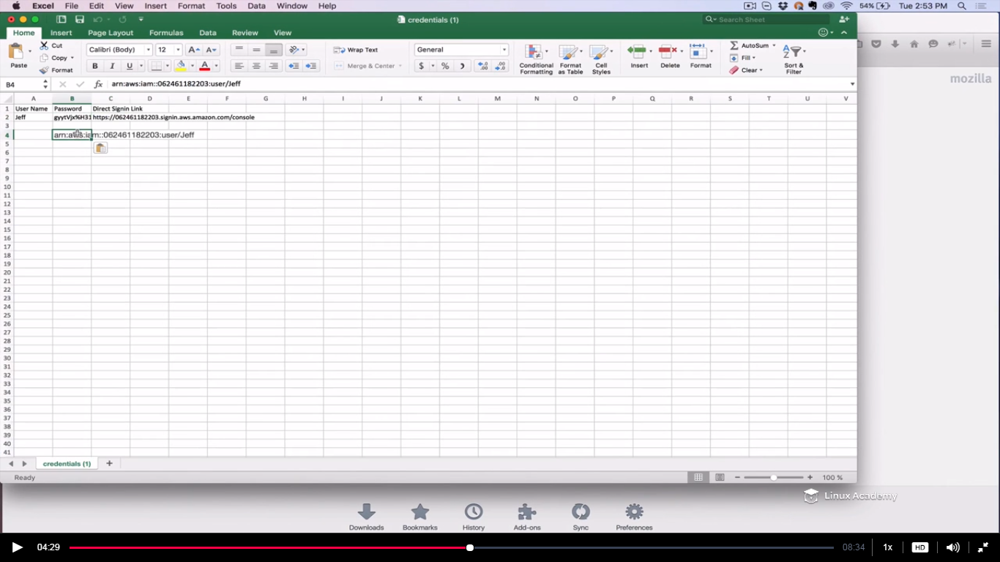 Excel File Edit View Insert Format Tools Data Window Help 54% Tue 2:53 PM
credentials (1) Search Sheet
Home Insert Page Layout Formulas Data Review View
mozilla
Paste Cut Copy Format
Calibri (Body) 12 A A
B I U A
Wrap Text
Merge & Center
General
$ % )
Conditional Formatting Format as Table Cell Styles Insert Delete Format
AutoSum Fill Clear Sort & Filter
B4 fx arn:aws:iam::062461182203:user/Jeff
A B C D E F G H I J K L M N O P Q R S T U V
1 User Name Password Direct Signin Link
2 Jeff gyytVjx%H31 https://062461182203.signin.aws.amazon.com/console
3
4 arn:aws:iam::062461182203:user/Jeff
5
6
7
8
9
10
11
12
13
14
15
16
17
18
19
20
21
22
23
24
25
26
27
28
29
30
31
32
33
34
35
36
37
38
39
40
41
credentials (1) +
Ready 100 %
Linux Academy
Downloads Bookmarks History Add-ons Sync Preferences
04:29 08:34 1x HD